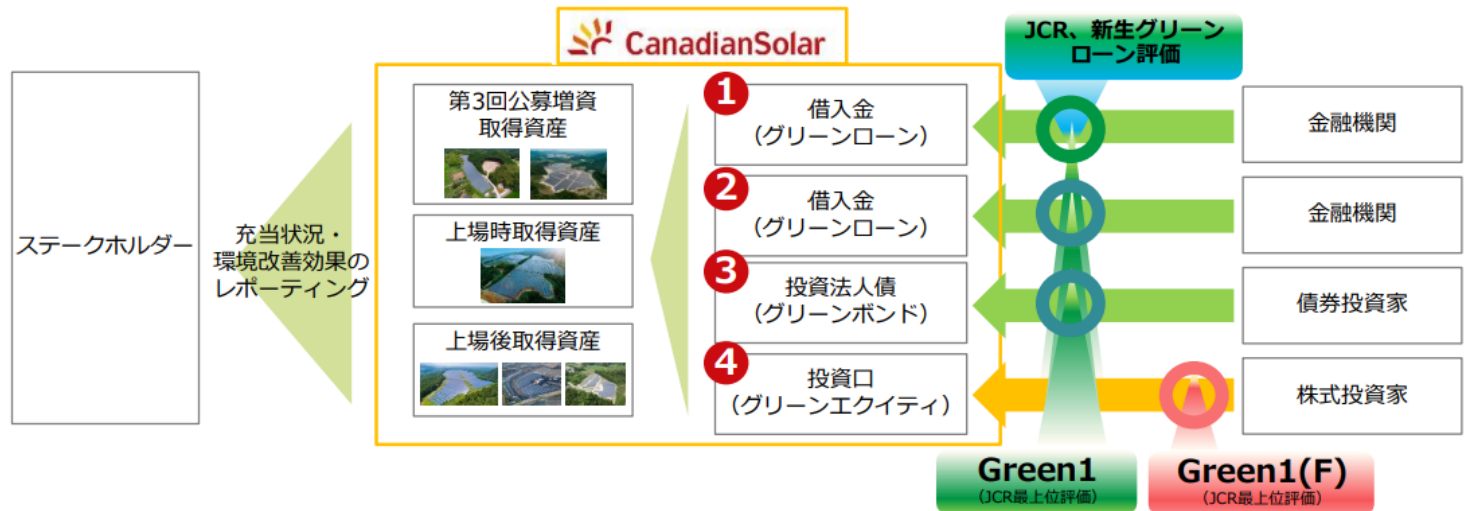 CanadianSolar
JCR、新生グリーン
ローン評価
ステークホルダー
充当状況・
環境改善効果の
レポーティング
第3回公募増資
取得資産
上場時取得資産
上場後取得資産
1
借入金
（グリーンローン）
金融機関
2
借入金
（グリーンローン）
金融機関
3
投資法人債
（グリーンボンド）
債券投資家
4
投資口
（グリーンエクイティ）
株式投資家
Green1
（JCR最上位評価）
Green1(F)
（JCR最上位評価）